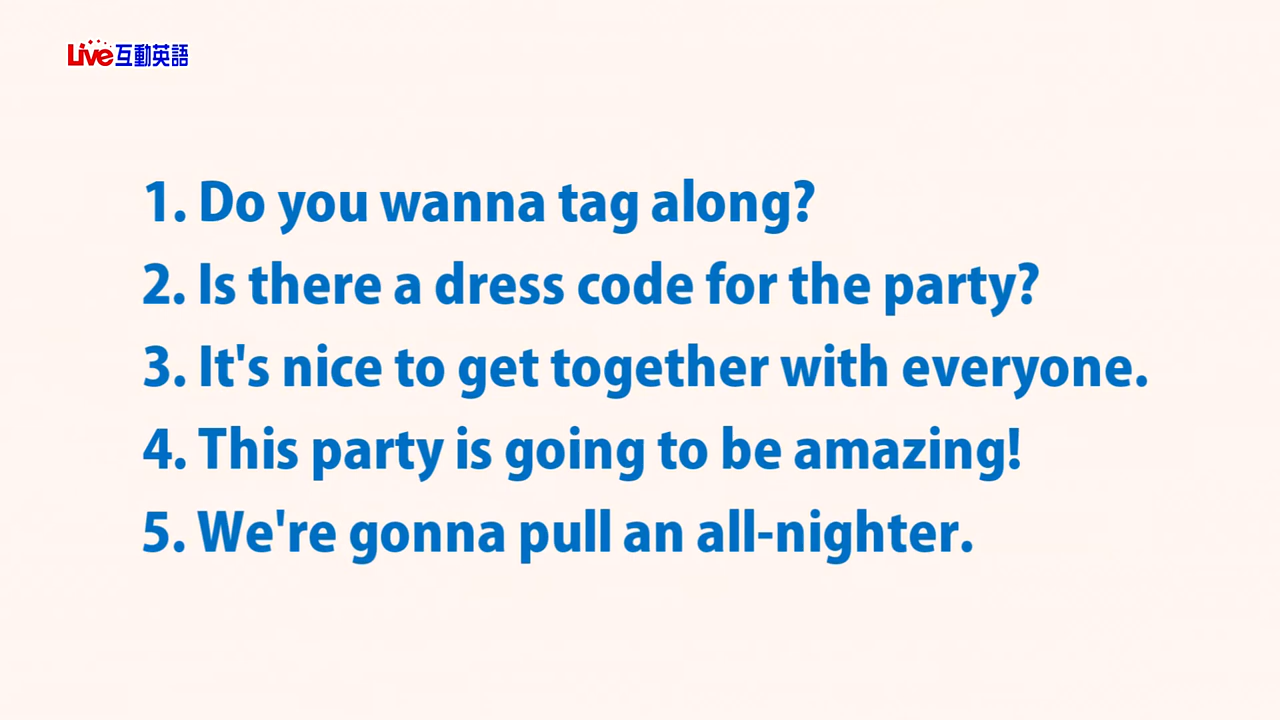 Live互動英語
1. Do you wanna tag along?
2. Is there a dress code for the party?
3. It's nice to get together with everyone.
4. This party is going to be amazing!
5. We're gonna pull an all-nighter.